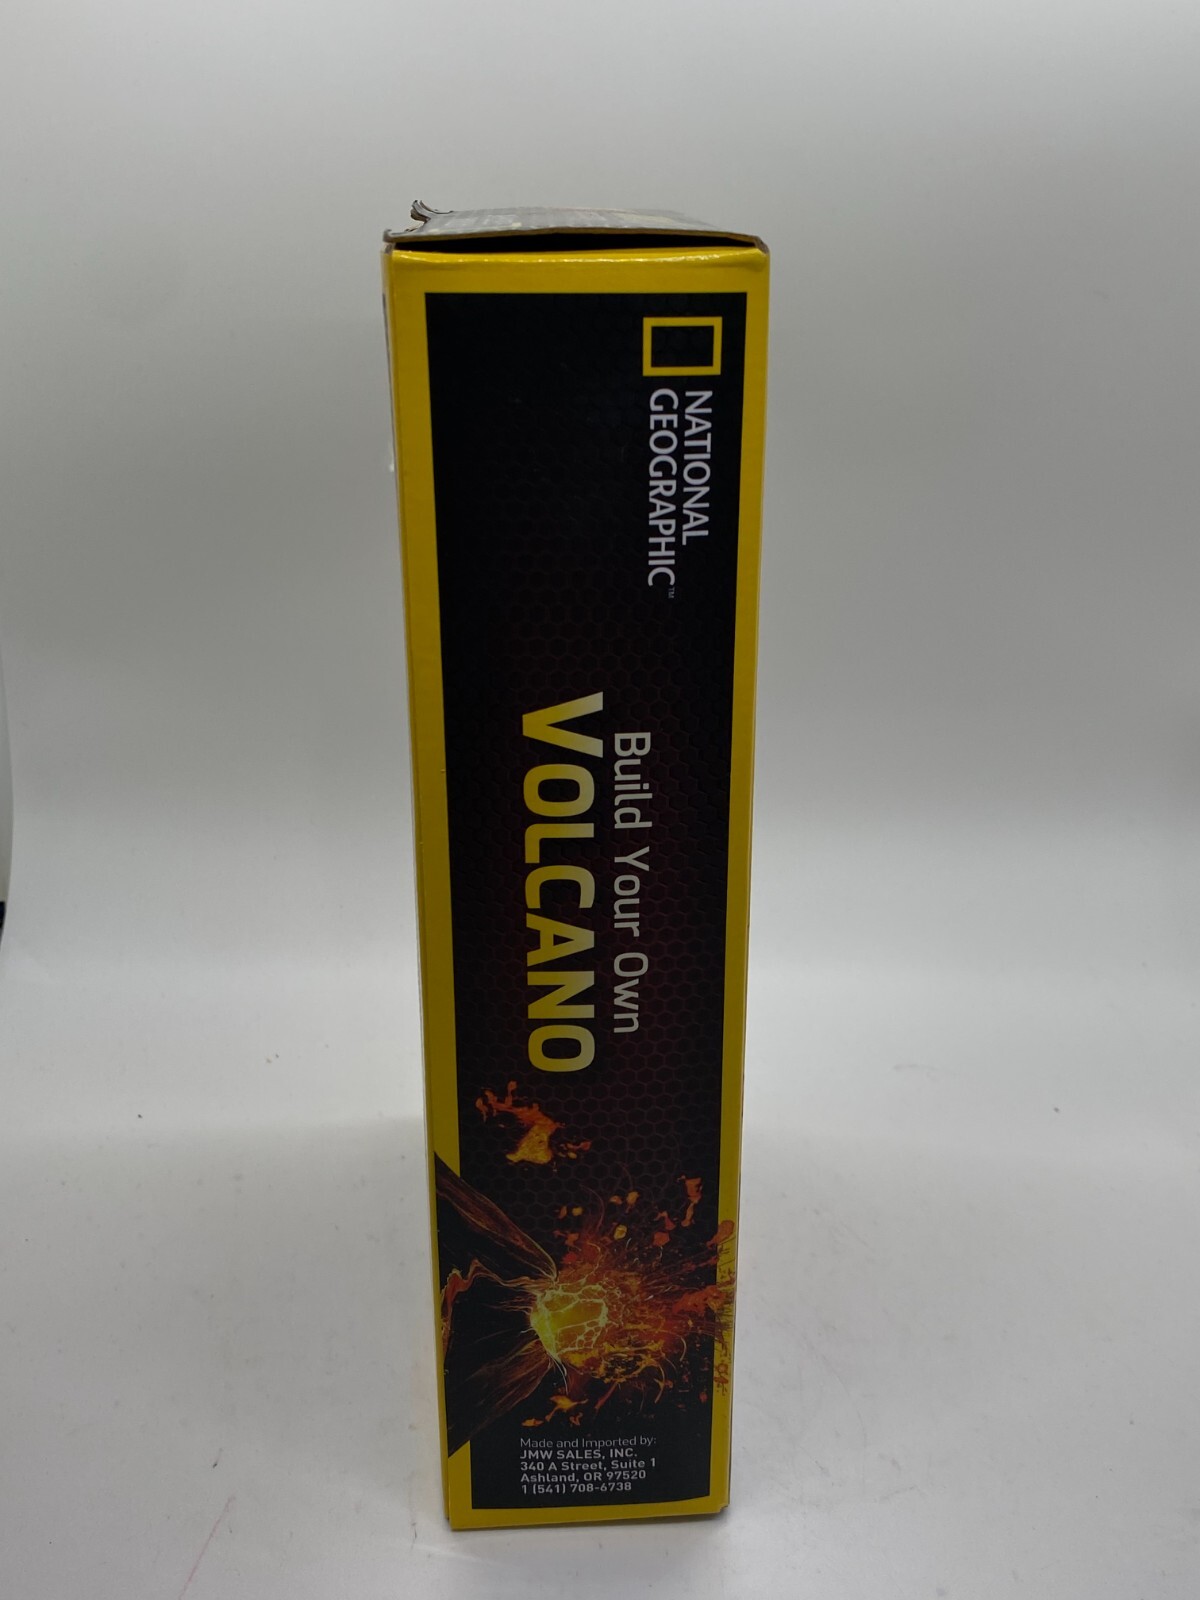 NATIONAL
GEOGRAPHIC™
Build Your Own
VOLCANO
Made and Imported by:
JMW SALES, INC.
340 A Street, Suite 1
Ashland, OR 97520
1 (541) 708-6738